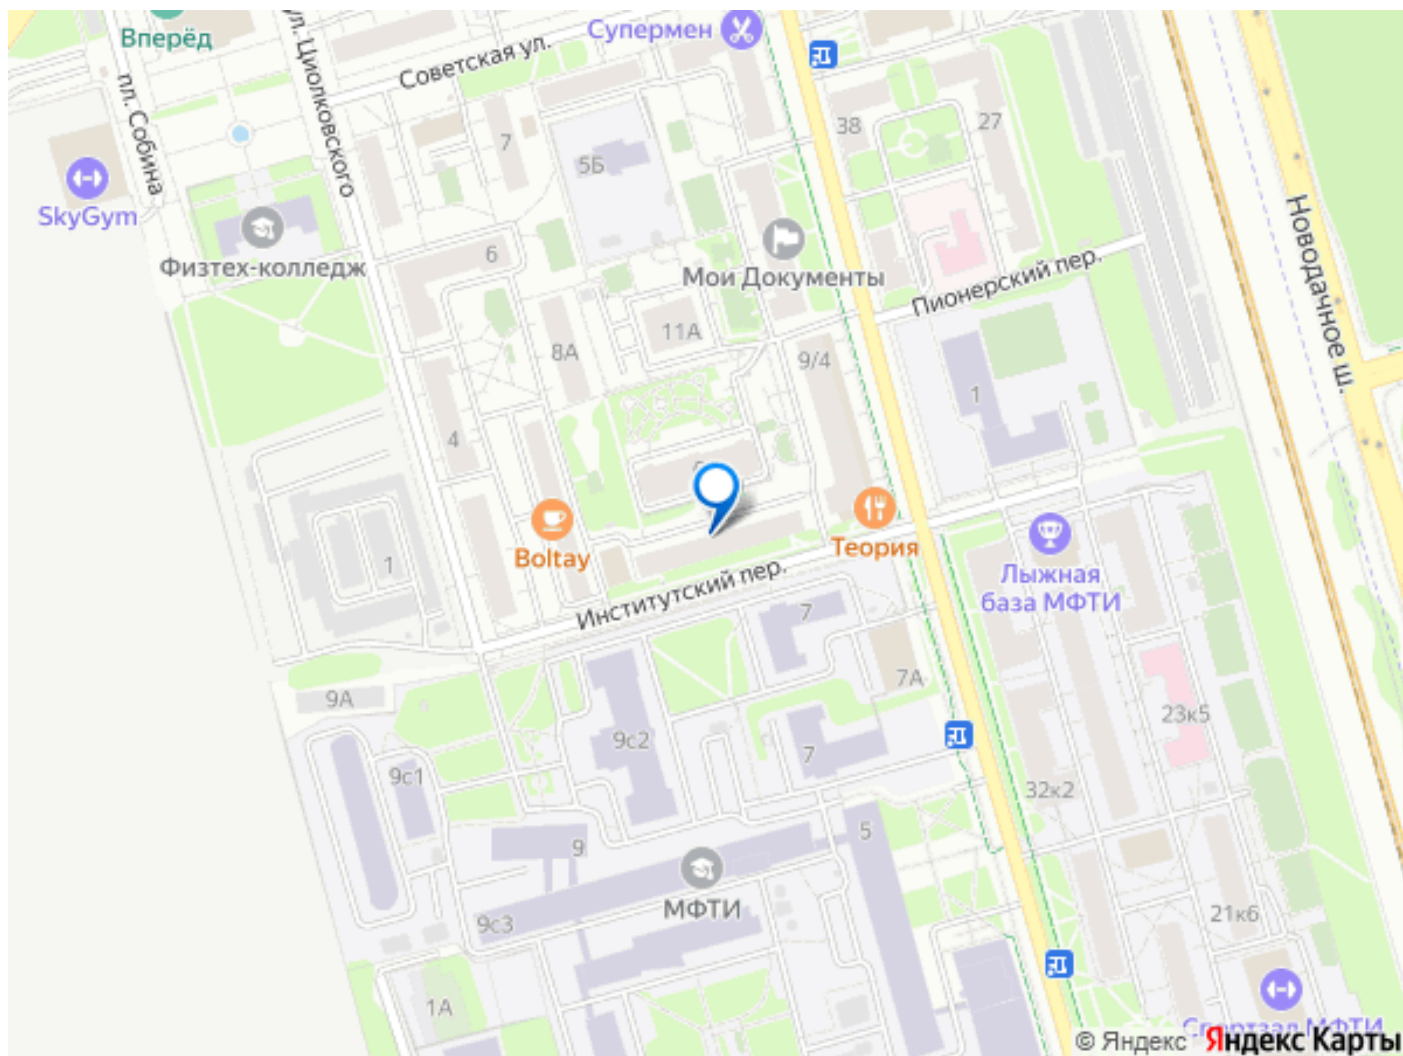 Вперёд
Супермен
Советская ул.
ул. Циолковского
пл. Собина
38
27
7
5Б
SkyGym
Физтех-колледж
6
Мои Документы
Новодачное ш.
Пионерский пер.
11А
8А
9/4
1
4
Boltay
Теория
Лыжная
база МФТИ
1
Институтский пер.
7
7А
9А
23к5
9с2
7
9с1
32к2
5
9
МФТИ
9с3
21к6
1А
Спортзал МФТИ
© Яндекс Яндекс Карты